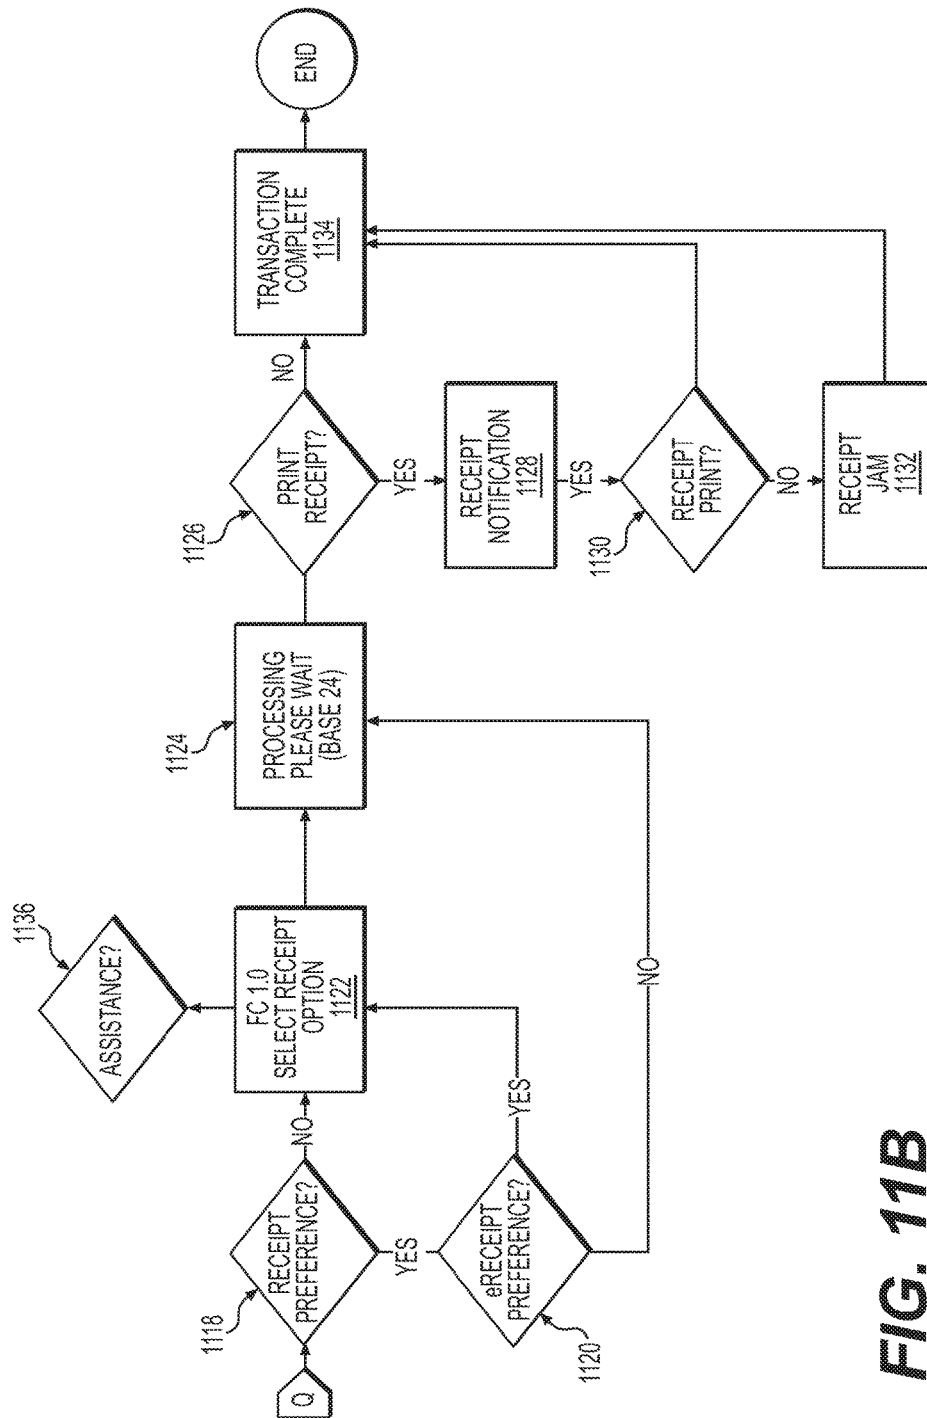 Q
1118
RECEIPT
PREFERENCE?
NO
YES
1120
eRECEIPT
PREFERENCE?
YES
NO
1136
ASSISTANCE?
FC 1.0
SELECT RECEIPT
OPTION
1122
1124
PROCESSING
PLEASE WAIT
(BASE 24)
1126
PRINT
RECEIPT?
NO
YES
RECEIPT
NOTIFICATION
1128
YES
1130
RECEIPT
PRINT?
NO
RECEIPT
JAM
1132
TRANSACTION
COMPLETE
1134
END
FIG. 11B